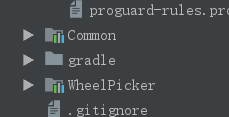 proguard-rules.pro
Common
gradle
WheelPicker
.gitignore